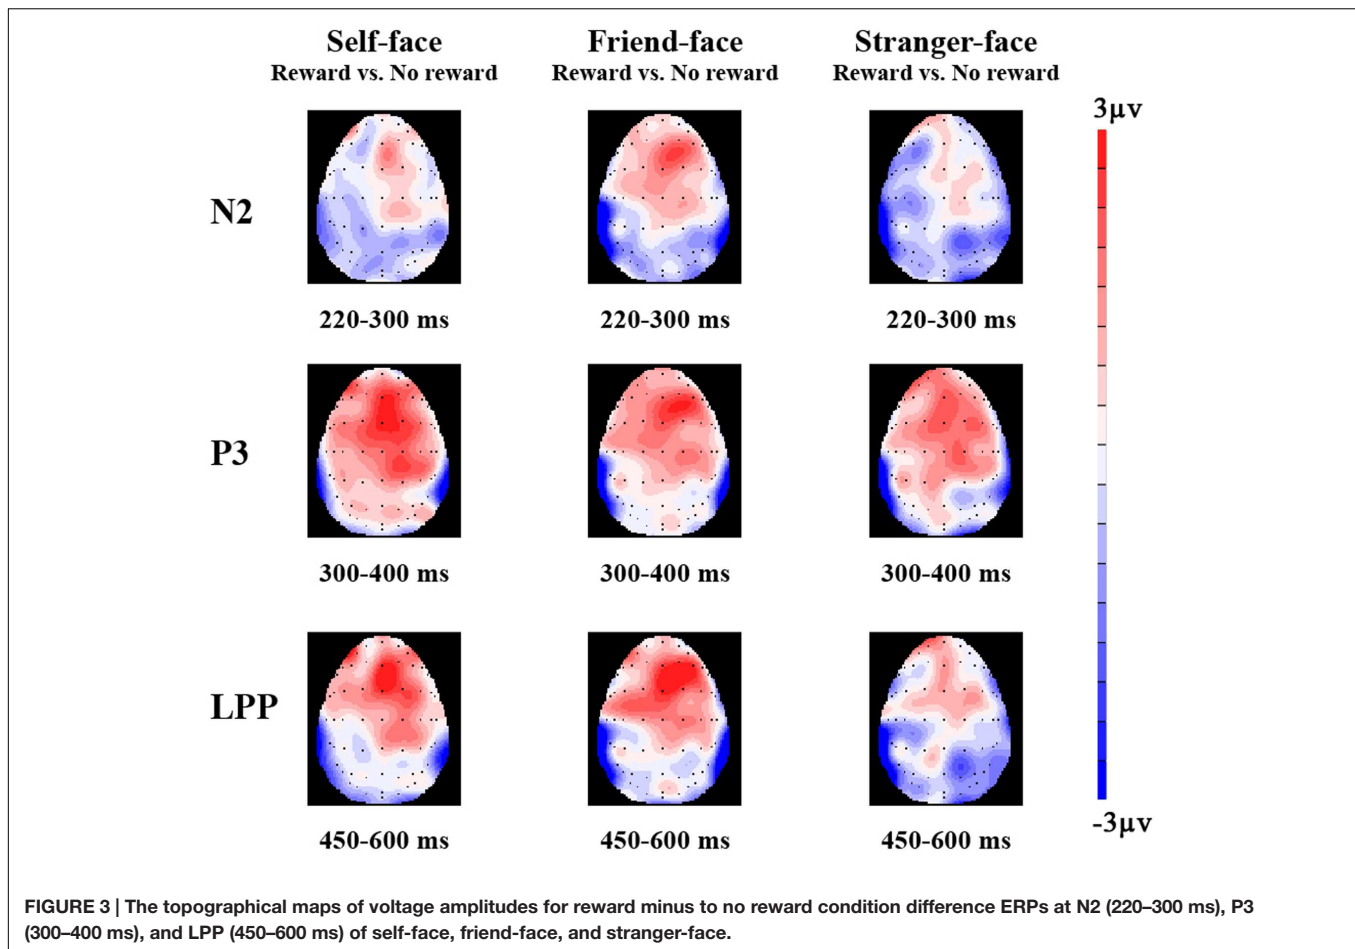 Self-face
Reward vs. No reward
Friend-face
Reward vs. No reward
Stranger-face
Reward vs. No reward
3μv
N2
220-300 ms
220-300 ms
220-300 ms
P3
300-400 ms
300-400 ms
300-400 ms
LPP
450-600 ms
450-600 ms
450-600 ms
-3μv
FIGURE 3 | The topographical maps of voltage amplitudes for reward minus to no reward condition difference ERPs at N2 (220–300 ms), P3
(300–400 ms), and LPP (450–600 ms) of self-face, friend-face, and stranger-face.